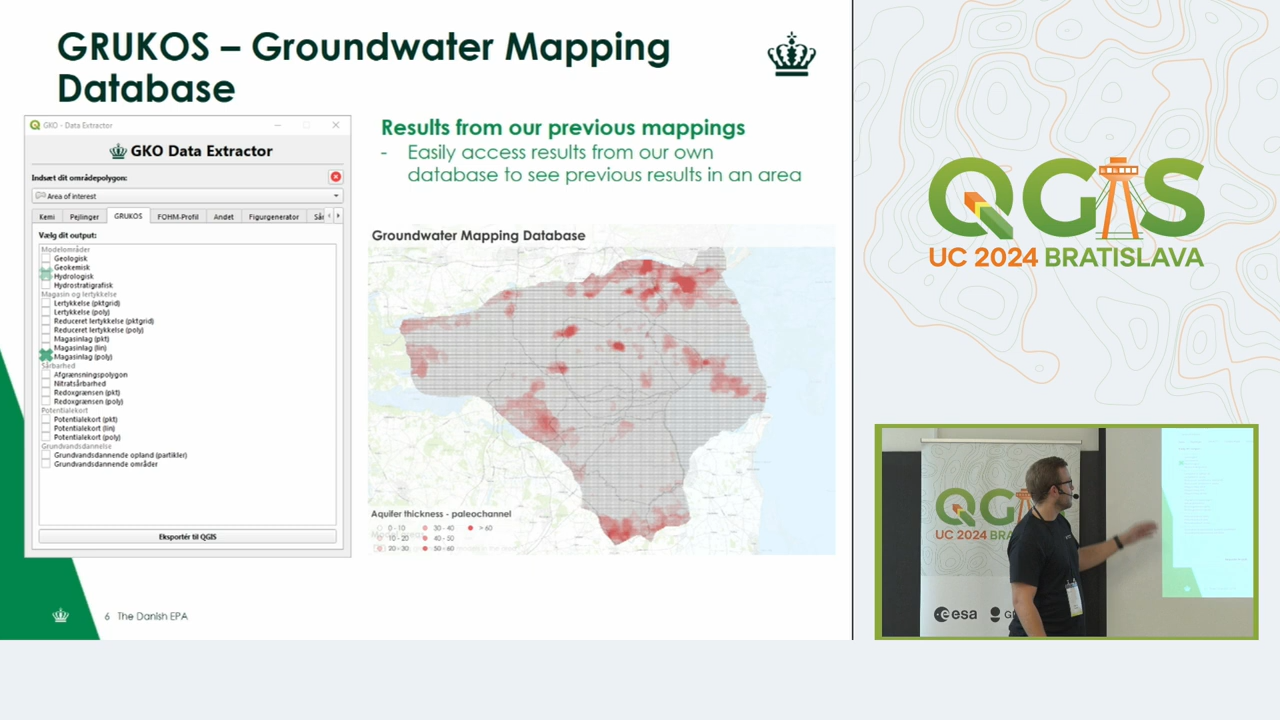 GRUKOS – Groundwater Mapping
Database
GKO - Data Extractor
GKO Data Extractor
Indsæt dit områdepolygon:
Area of interest
Kemi
Pejlinger
GRUKOS
FOHM-Profil
Andet
Figurgenerator
Vælg dit output:
Modelområder
Geologisk
Geokemisk
Hydrologisk
Hydrostratigrafisk
Magasin og lertykkelse
Lertykkelse (pktgrid)
Lertykkelse (poly)
Reduceret lertykkelse (pktgrid)
Reduceret lertykkelse (poly)
Magasinlag (pkt)
Magasinlag (lin)
Magasinlag (poly)
Sårbarhed
Afgrænsningspolygon
Nitratsårbarhed
Redoxgrænsen (pkt)
Redoxgrænsen (poly)
Potentialekort
Potentialekort (pkt)
Potentialekort (lin)
Potentialekort (poly)
Grundvandsdannelse
Grundvandsdannende opland (partikler)
Grundvandsdannende områder
Eksportér til QGIS
Results from our previous mappings
- Easily access results from our own
database to see previous results in an area
Groundwater Mapping Database
Aquifer thickness - paleochannel
0 - 10 30 - 40 > 60
10 - 20 40 - 50
20 - 30 50 - 60
6 The Danish EPA
QGIS
UC 2024 BRATISLAVA
QG
UC 2024 BRA
esa